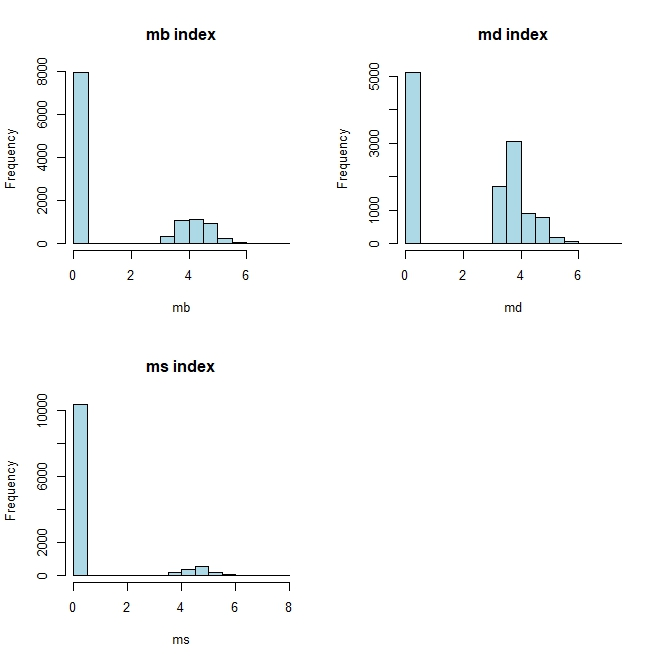 mb index
Frequency
0 2000 4000 6000 8000
0 2 4 6
mb
md index
Frequency
0 1000 3000 5000
0 2 4 6
md
ms index
Frequency
0 2000 6000 10000
0 2 4 6 8
ms